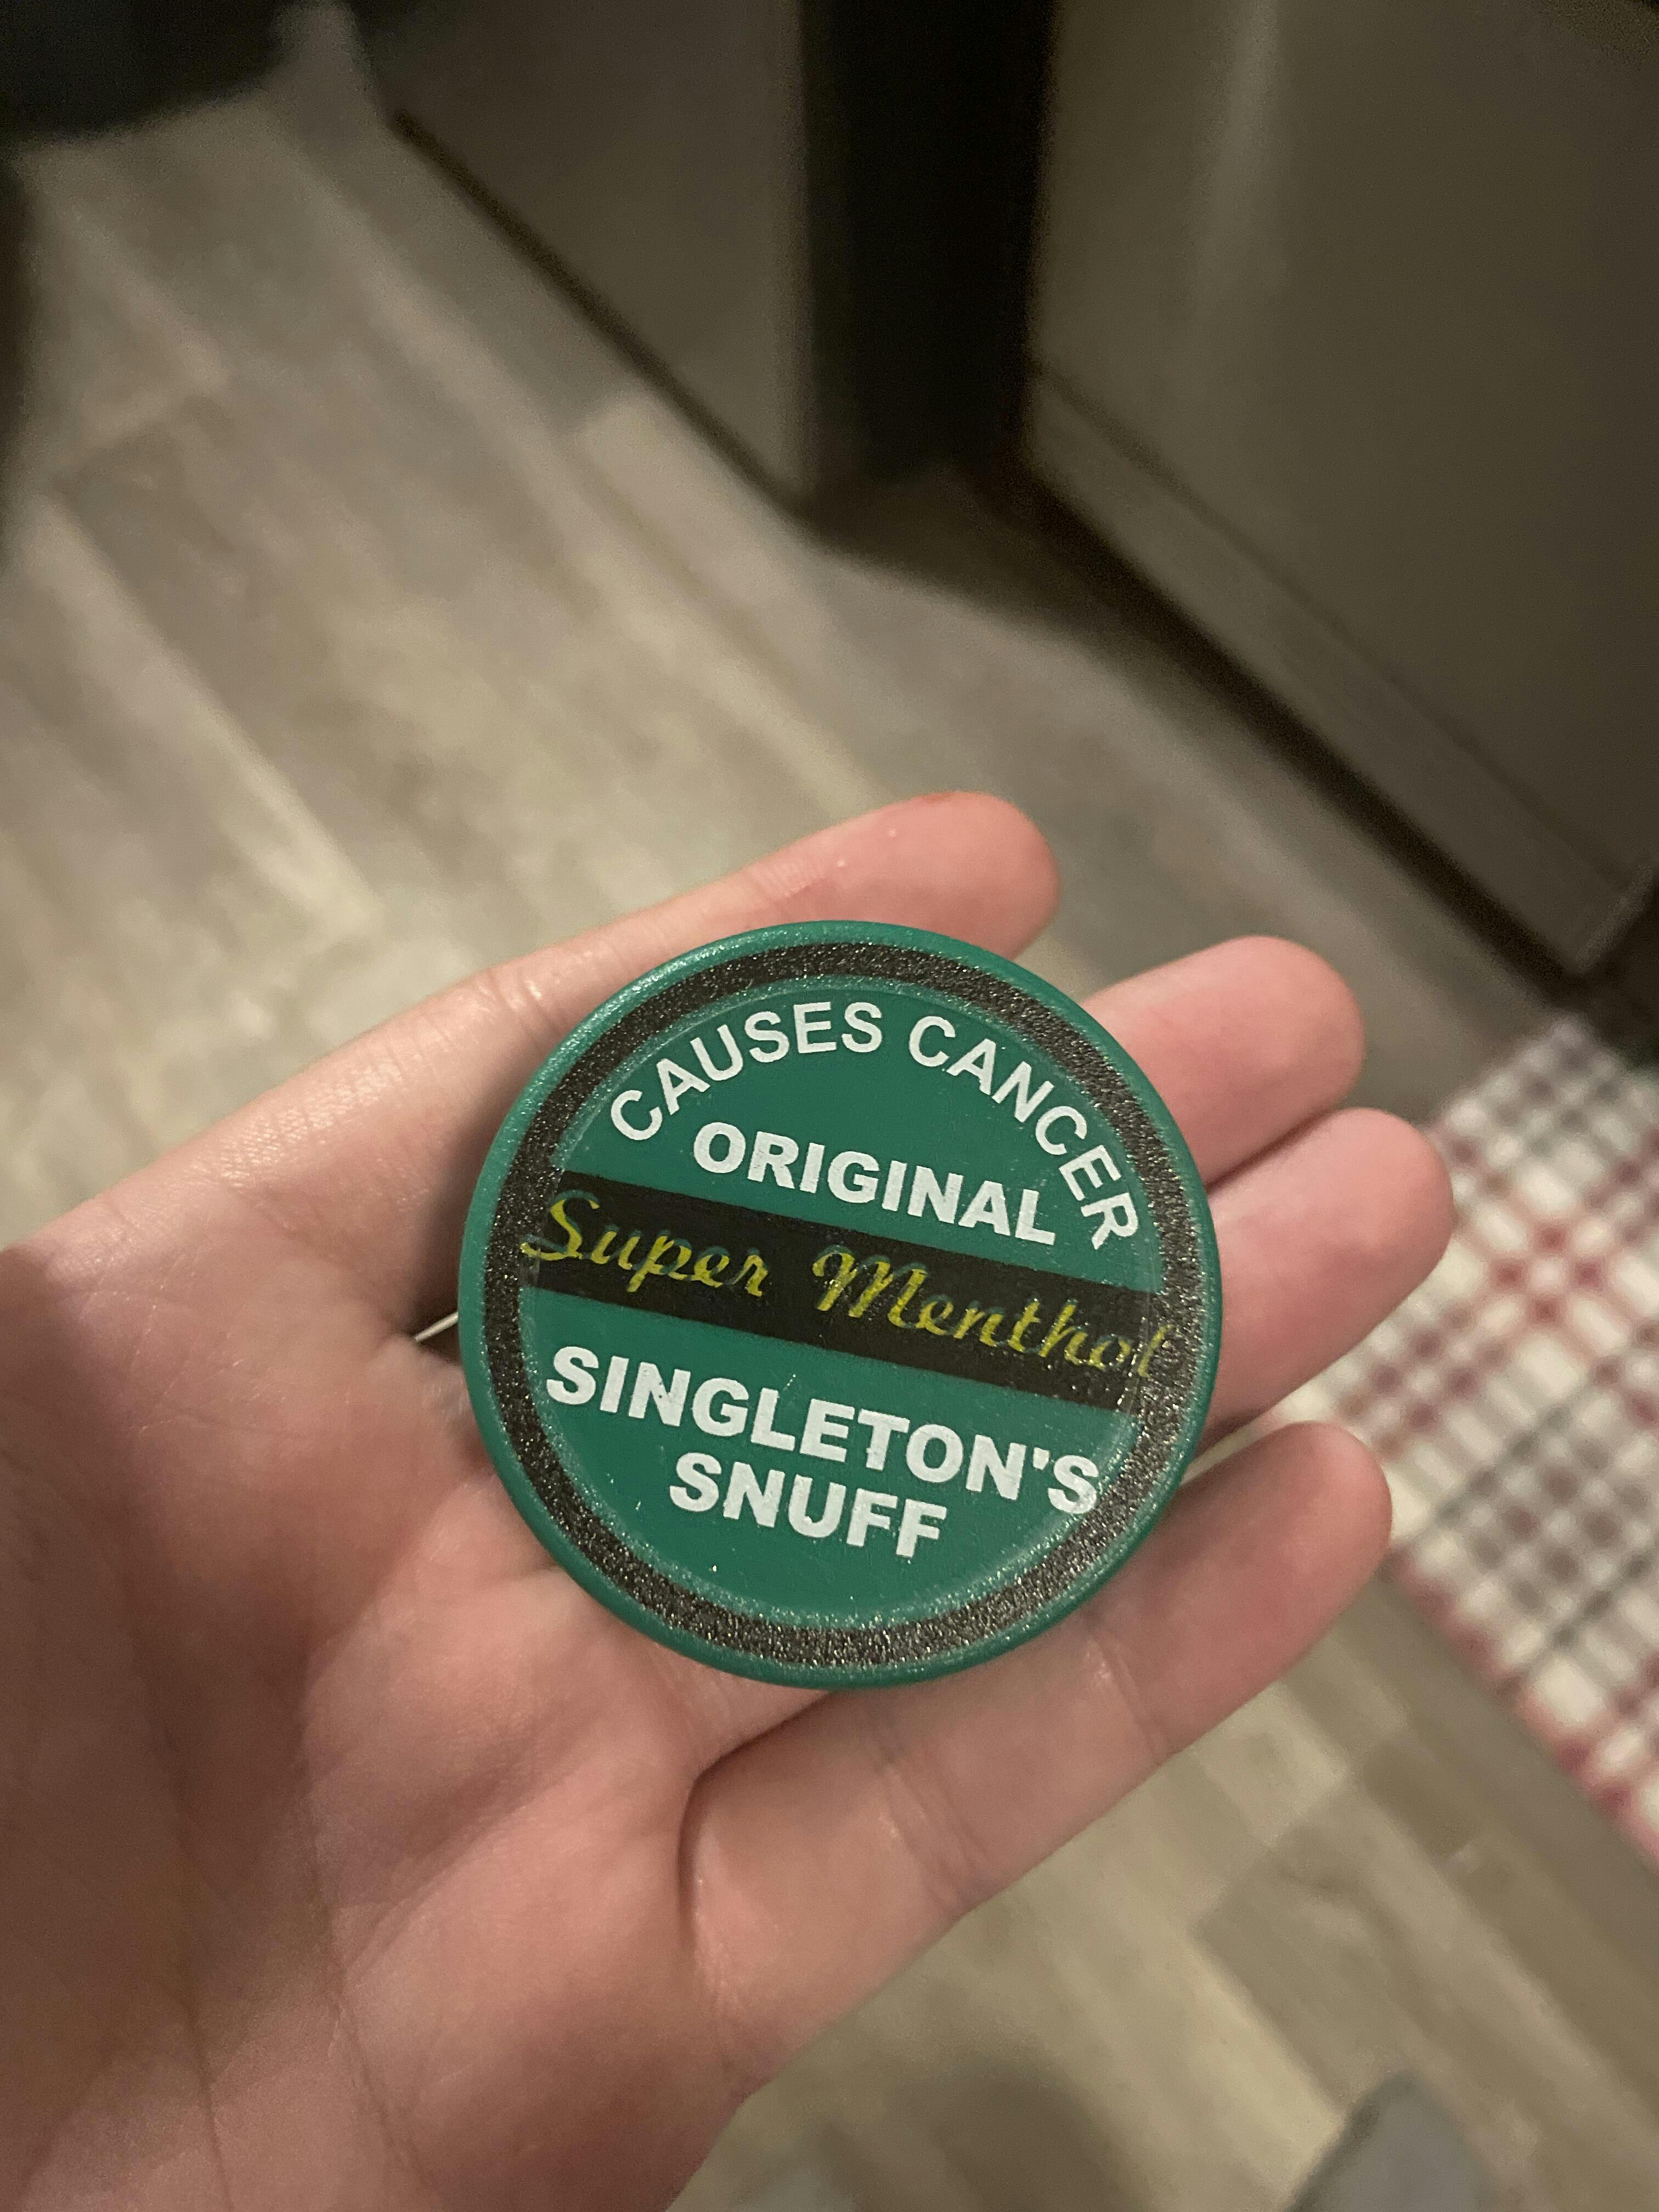 CAUSES CANCER
ORIGINAL
Super Menthol
SINGLETON'S
SNUFF